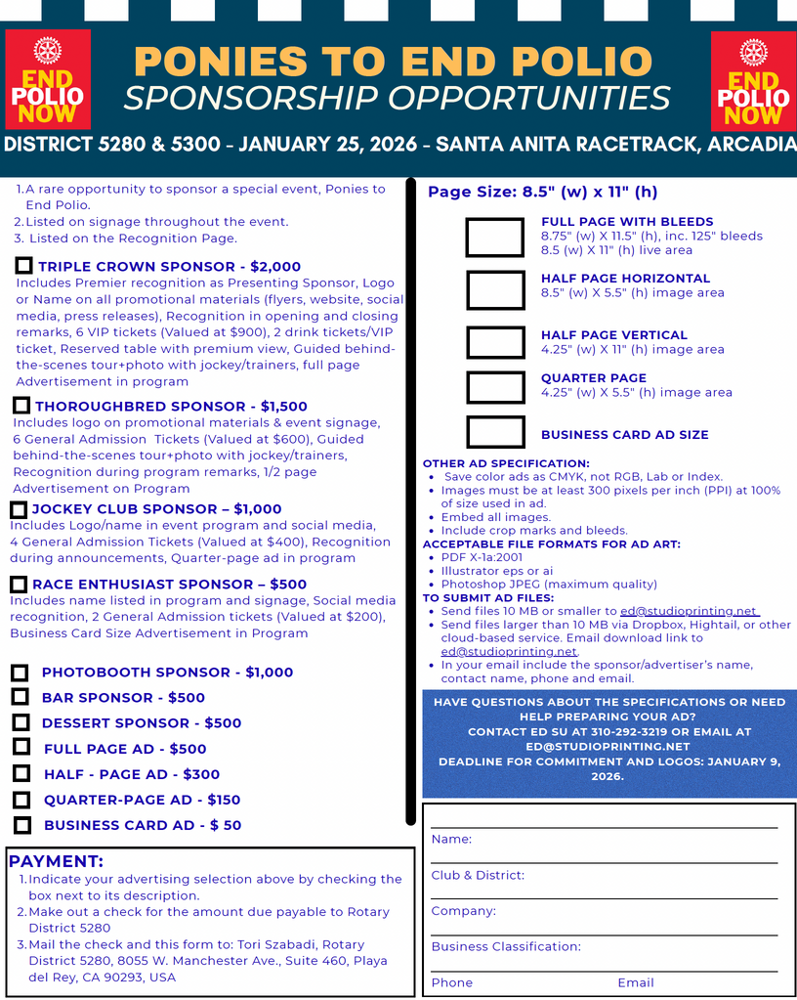 END
POLIO
NOW
PONIES TO END POLIO
SPONSORSHIP OPPORTUNITIES
END
POLIO
NOW
DISTRICT 5280 & 5300 - JANUARY 25, 2026 - SANTA ANITA RACETRACK, ARCADIA
1. A rare opportunity to sponsor a special event, Ponies to
End Polio.
2. Listed on signage throughout the event.
3. Listed on the Recognition Page.
TRIPLE CROWN SPONSOR - $2,000
Includes Premier recognition as Presenting Sponsor, Logo
or Name on all promotional materials (flyers, website, social
media, press releases), Recognition in opening and closing
remarks, 6 VIP tickets (Valued at $900), 2 drink tickets/VIP
ticket, Reserved table with premium view, Guided behind-
the-scenes tour+photo with jockey/trainers, full page
Advertisement in program
THOROUGHBRED SPONSOR - $1,500
Includes logo on promotional materials & event signage,
6 General Admission Tickets (Valued at $600), Guided
behind-the-scenes tour+photo with jockey/trainers,
Recognition during program remarks, 1/2 page
Advertisement on Program
JOCKEY CLUB SPONSOR – $1,000
Includes Logo/name in event program and social media,
4 General Admission Tickets (Valued at $400), Recognition
during announcements, Quarter-page ad in program
RACE ENTHUSIAST SPONSOR – $500
Includes name listed in program and signage, Social media
recognition, 2 General Admission tickets (Valued at $200),
Business Card Size Advertisement in Program
PHOTOBOOTH SPONSOR - $1,000
BAR SPONSOR - $500
DESSERT SPONSOR - $500
FULL PAGE AD - $500
HALF - PAGE AD - $300
QUARTER-PAGE AD - $150
BUSINESS CARD AD - $ 50
PAYMENT:
1. Indicate your advertising selection above by checking the
box next to its description.
2. Make out a check for the amount due payable to Rotary
District 5280
3. Mail the check and this form to: Tori Szabadi, Rotary
District 5280, 8055 W. Manchester Ave., Suite 460, Playa
del Rey, CA 90293, USA
Page Size: 8.5" (w) x 11" (h)
FULL PAGE WITH BLEEDS
8.75" (w) X 11.5" (h), inc. 125" bleeds
8.5 (w) X 11" (h) live area
HALF PAGE HORIZONTAL
8.5" (w) X 5.5" (h) image area
HALF PAGE VERTICAL
4.25" (w) X 11" (h) image area
QUARTER PAGE
4.25" (w) X 5.5" (h) image area
BUSINESS CARD AD SIZE
OTHER AD SPECIFICATION:
• Save color ads as CMYK, not RGB, Lab or Index.
• Images must be at least 300 pixels per inch (PPI) at 100%
of size used in ad.
• Embed all images.
• Include crop marks and bleeds.
ACCEPTABLE FILE FORMATS FOR AD ART:
• PDF X-1a:2001
• Illustrator eps or ai
• Photoshop JPEG (maximum quality)
TO SUBMIT AD FILES:
• Send files 10 MB or smaller to ed@studioprinting.net
• Send files larger than 10 MB via Dropbox, Hightail, or other
cloud-based service. Email download link to
ed@studioprinting.net.
• In your email include the sponsor/advertiser's name,
contact name, phone and email.
HAVE QUESTIONS ABOUT THE SPECIFICATIONS OR NEED
HELP PREPARING YOUR AD?
CONTACT ED SU AT 310-292-3219 OR EMAIL AT
ED@STUDIOPRINTING.NET
DEADLINE FOR COMMITMENT AND LOGOS: JANUARY 9,
2026.
Name:
Club & District:
Company:
Business Classification:
Phone Email